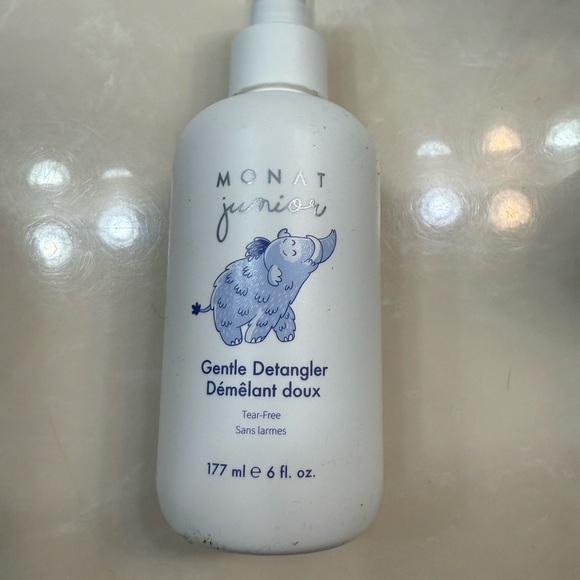 MONAT
junior
Gentle Detangler
Démêlant doux
Tear-Free
Sans larmes
177 ml e 6 fl. oz.